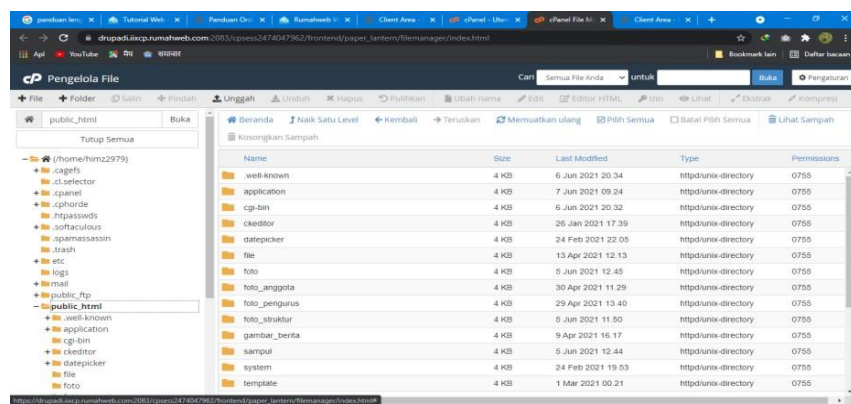 panduan leng
Tutorial Web
Panduan Onli
Rumahweb V
Client Area -
cPanel - Utam
cPanel File M
Client Area -
drupadi.iixcp.rumahweb.com:2083/cpsess2474047962/frontend/paper_lantern/filemanager/index.html
Apl YouTube मैप समाचार Bookmark lain Daftar bacaan
cP Pengelola File Cari Semua File Anda untuk Buka Pengaturan
+ File + Folder Salin Pindah Unggah Unduh Hapus Pulihkan Ubah nama Edit Editor HTML Izin Lihat Ekstrak Kompresi
public_html Buka
Tutup Semua
Beranda Naik Satu Level Kembali Teruskan Memuatkan ulang Pilih Semua Batal Pilih Semua Lihat Sampah
Kosongkan Sampah
(/home/himz2979)
.cagefs
.cl.selector
.cpanel
.cphorde
.htpasswds
.softaculous
.spamassassin
.trash
etc
logs
mail
public_ftp
public_html
.well-known
application
cgi-bin
ckeditor
datepicker
file
foto
Name Size Last Modified Type Permissions
.well-known 4 KB 6 Jun 2021 20.34 httpd/unix-directory 0755
application 4 KB 7 Jun 2021 09.24 httpd/unix-directory 0755
cgi-bin 4 KB 6 Jun 2021 20.32 httpd/unix-directory 0755
ckeditor 4 KB 26 Jan 2021 17.39 httpd/unix-directory 0755
datepicker 4 KB 24 Feb 2021 22.05 httpd/unix-directory 0755
file 4 KB 13 Apr 2021 12.13 httpd/unix-directory 0755
foto 4 KB 5 Jun 2021 12.45 httpd/unix-directory 0755
foto_anggota 4 KB 30 Apr 2021 11.29 httpd/unix-directory 0755
foto_pengurus 4 KB 29 Apr 2021 13.40 httpd/unix-directory 0755
foto_struktur 4 KB 5 Jun 2021 11.50 httpd/unix-directory 0755
gambar_berita 4 KB 9 Apr 2021 16.17 httpd/unix-directory 0755
sampul 4 KB 5 Jun 2021 12.44 httpd/unix-directory 0755
system 4 KB 24 Feb 2021 19.53 httpd/unix-directory 0755
template 4 KB 1 Mar 2021 00.21 httpd/unix-directory 0755
https://drupadi.iixcp.rumahweb.com:2083/cpsess2474047962/frontend/paper_lantern/filemanager/index.html#